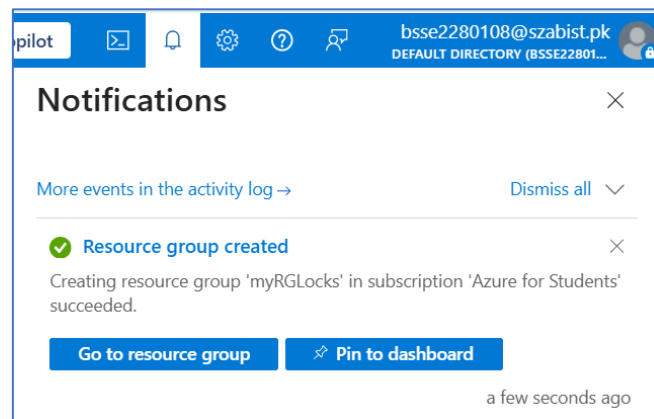 opilot
bsse2280108@szabist.pk
DEFAULT DIRECTORY (BSSE22801...
Notifications
More events in the activity log →
Dismiss all
Resource group created
Creating resource group 'myRGLocks' in subscription 'Azure for Students'
succeeded.
Go to resource group
Pin to dashboard
a few seconds ago